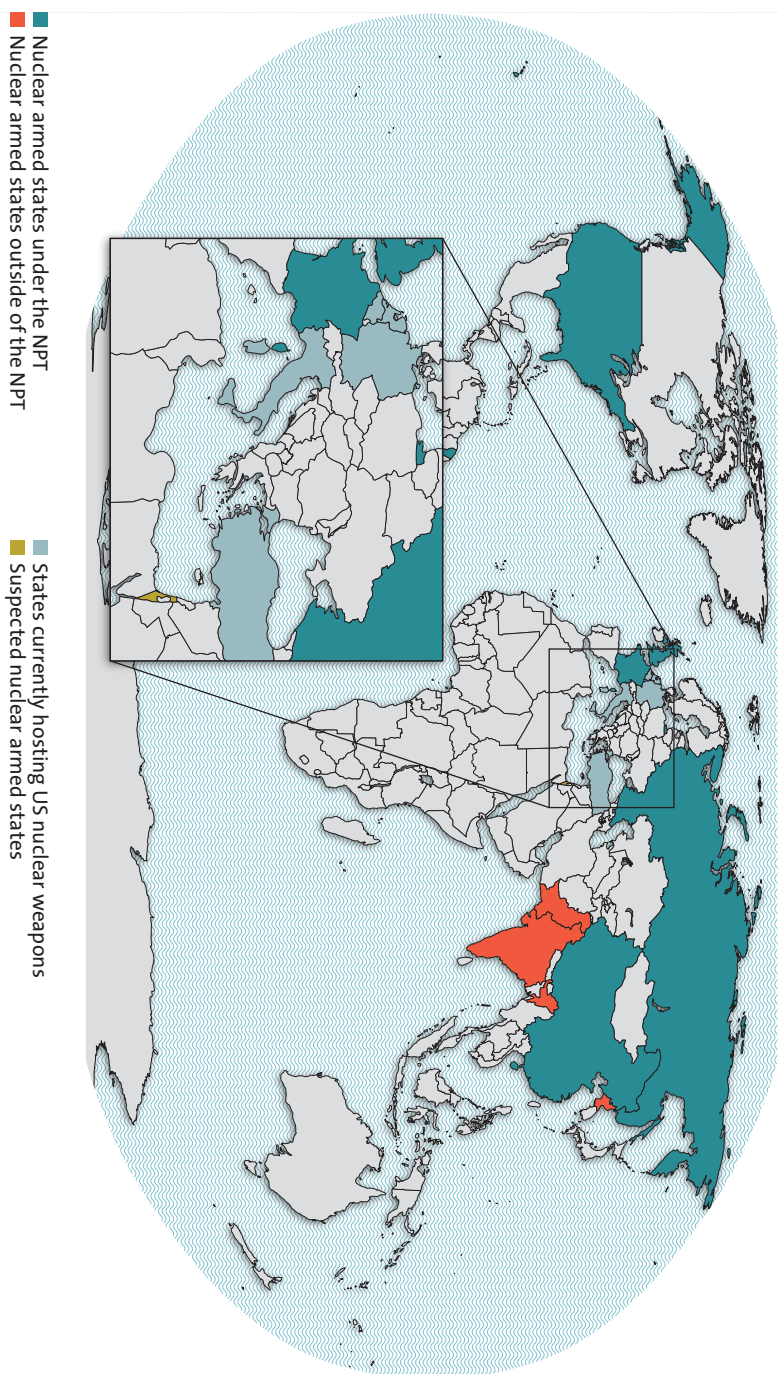 Nuclear armed states under the NPT
Nuclear armed states outside of the NPT
States currently hosting US nuclear weapons
Suspected nuclear armed states